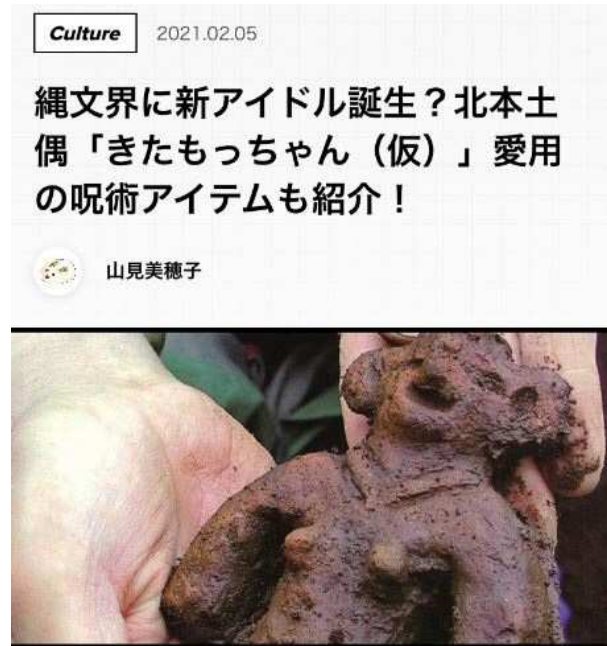 Culture 2021.02.05
縄文界に新アイドル誕生？北本土
偶「きたもっちゃん（仮）」愛用
の呪術アイテムも紹介！
山見美穂子